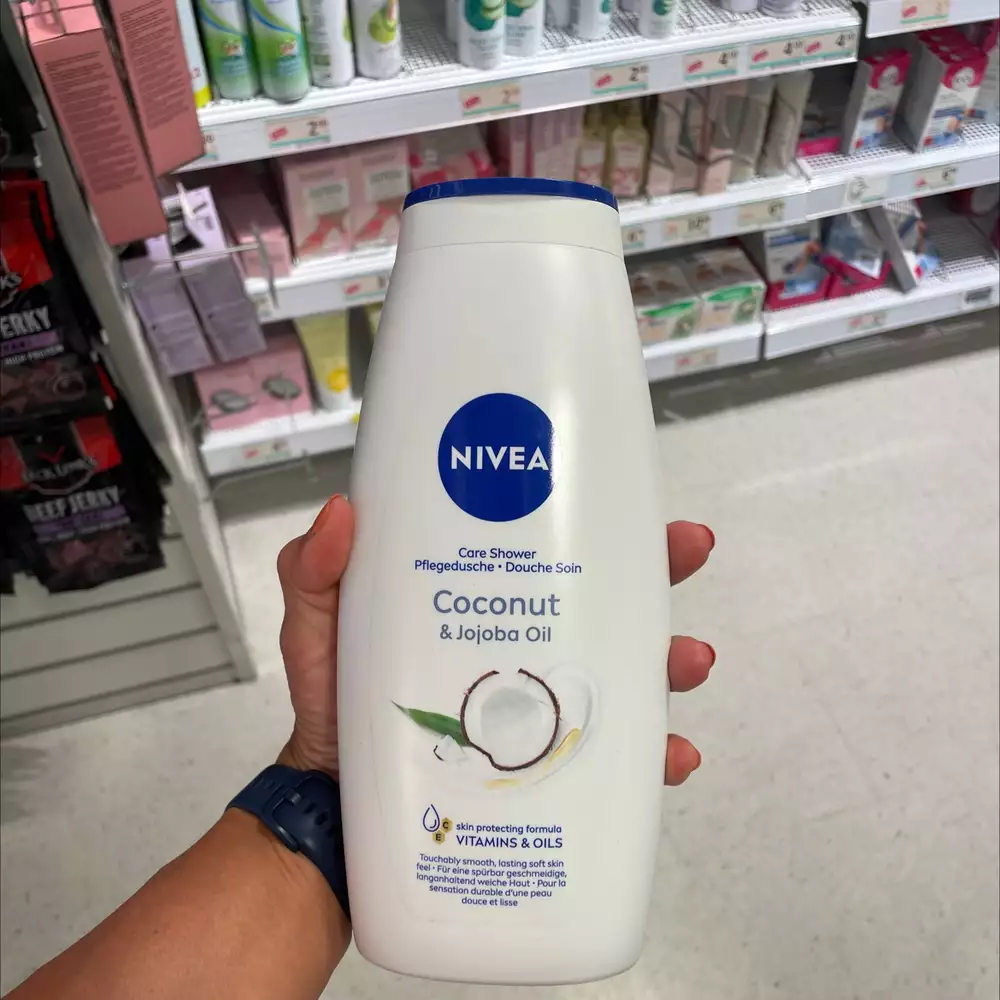 NIVEA
Care Shower
Pflegedusche • Douche Soin
Coconut
& Jojoba Oil
C
E
skin protecting formula
VITAMINS & OILS
Touchably smooth, lasting soft skin
feel • Für eine spürbar geschmeidige,
langanhaltend weiche Haut • Pour la
sensation durable d'une peau
douce et lisse
ERKY
BEEF JERKY